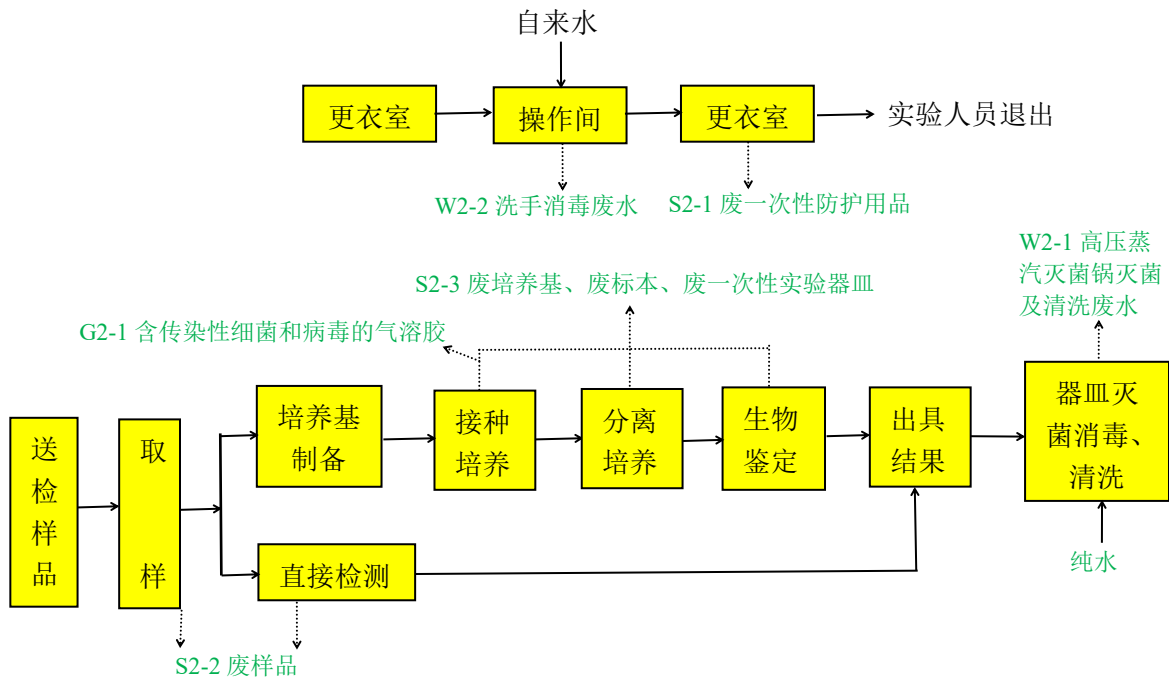 自来水
更衣室
操作间
更衣室
实验人员退出
W2-2 洗手消毒废水
S2-1 废一次性防护用品
W2-1 高压蒸
汽灭菌锅灭菌
及清洗废水
S2-3 废培养基、废标本、废一次性实验器皿
G2-1 含传染性细菌和病毒的气溶胶
送
检
样
品
取
样
培养基
制备
接种
培养
分离
培养
生物
鉴定
出具
结果
器皿灭
菌消毒、
清洗
直接检测
纯水
S2-2 废样品